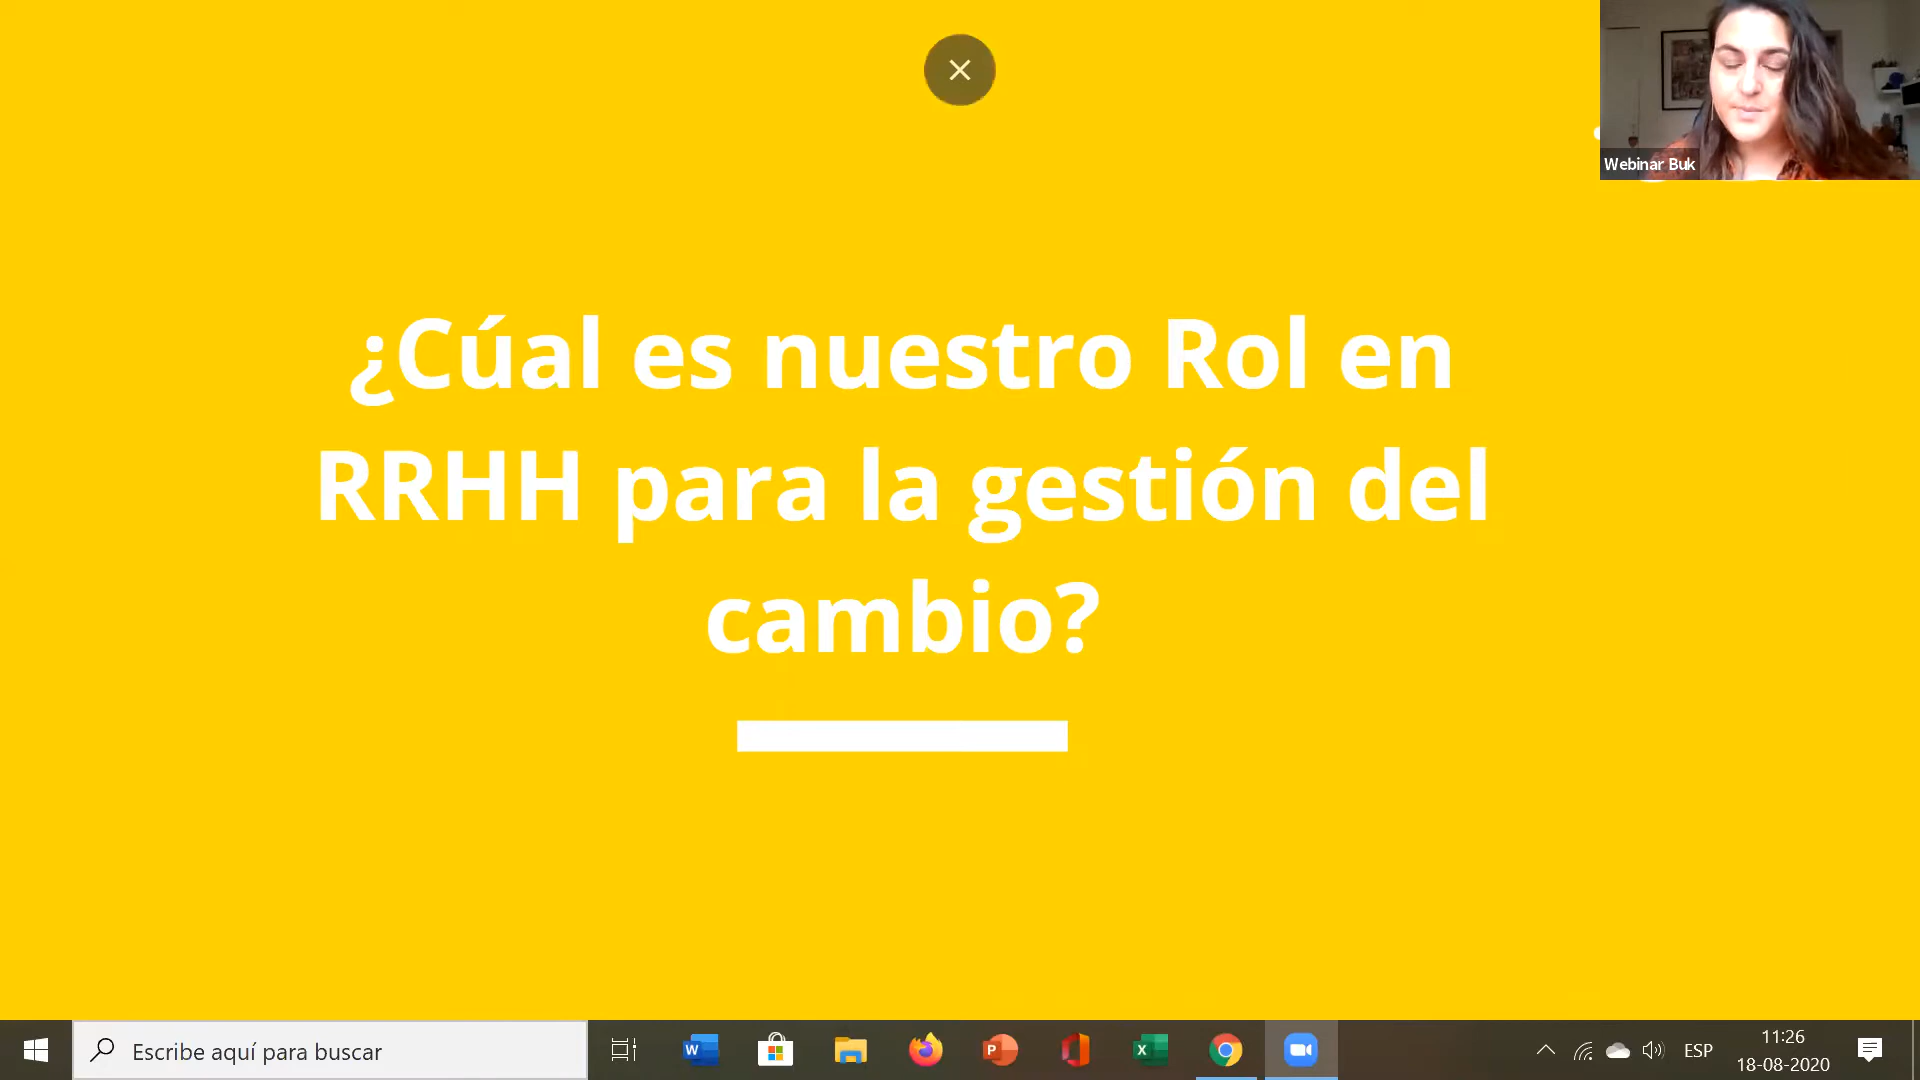 Webinar Buk
¿Cúal es nuestro Rol en
RRHH para la gestión del
cambio?
Escribe aquí para buscar
W
P
X
ESP
11:26
18-08-2020